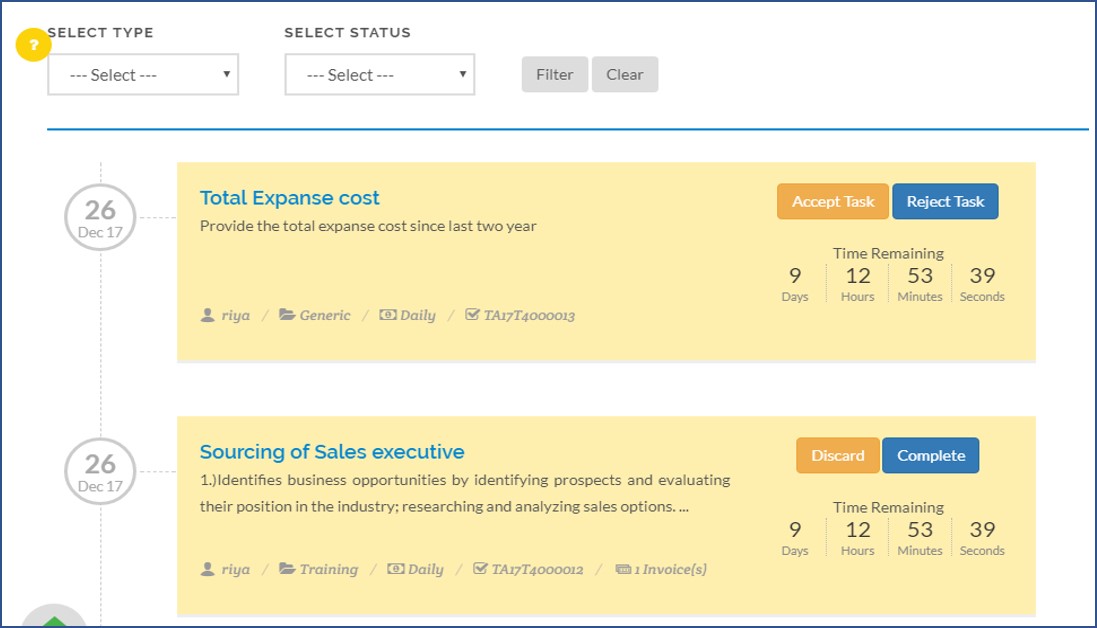 SELECT TYPE SELECT STATUS
?
--- Select --- --- Select --- Filter Clear
26
Dec 17
Total Expanse cost
Provide the total expanse cost since last two year
Accept Task Reject Task
Time Remaining
9 12 53 39
Days Hours Minutes Seconds
riya / Generic / Daily / TA17T4000013
26
Dec 17
Sourcing of Sales executive
1.)Identifies business opportunities by identifying prospects and evaluating
their position in the industry; researching and analyzing sales options. ...
Discard Complete
Time Remaining
9 12 53 39
Days Hours Minutes Seconds
riya / Training / Daily / TA17T4000012 / 1 Invoice(s)